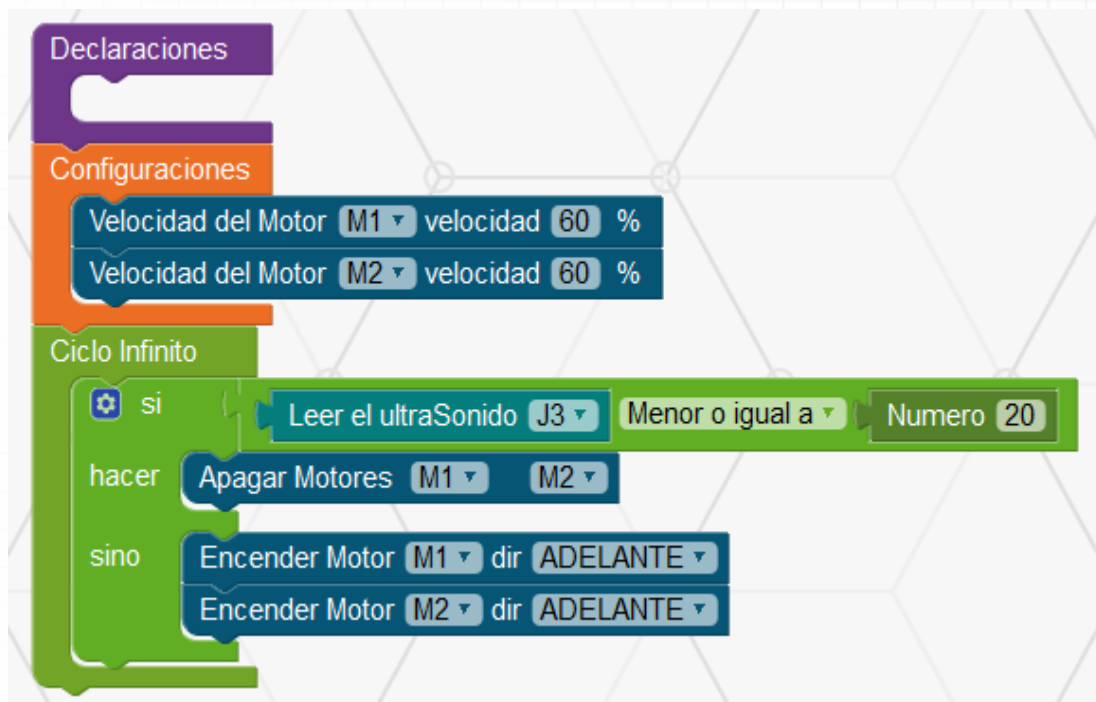 Declaraciones
Configuraciones
Velocidad del Motor M1 velocidad 60 %
Velocidad del Motor M2 velocidad 60 %
Ciclo Infinito
si Leer el ultraSonido J3 Menor o igual a Numero 20
hacer Apagar Motores M1 M2
sino Encender Motor M1 dir ADELANTE
Encender Motor M2 dir ADELANTE